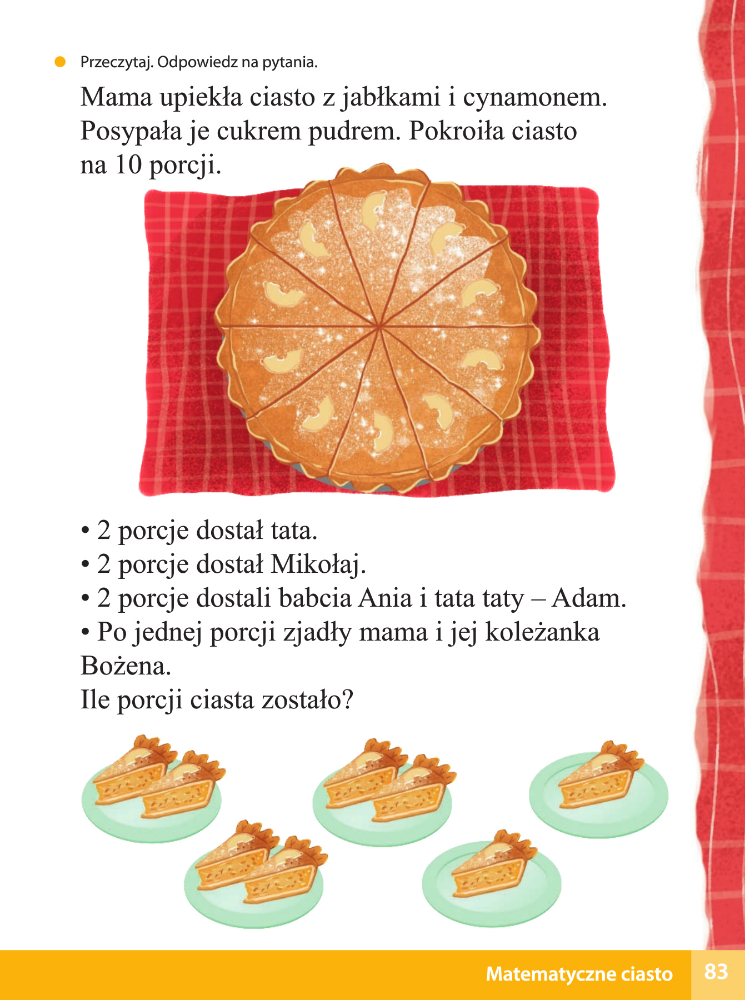 Przeczytaj. Odpowiedz na pytania.
Mama upiekła ciasto z jabłkami i cynamonem.
Posypała je cukrem pudrem. Pokroiła ciasto
na 10 porcji.
• 2 porcje dostał tata.
• 2 porcje dostał Mikołaj.
• 2 porcje dostali babcia Ania i tata taty – Adam.
• Po jednej porcji zjadły mama i jej koleżanka
Bożena.
Ile porcji ciasta zostało?
Matematyczne ciasto 83